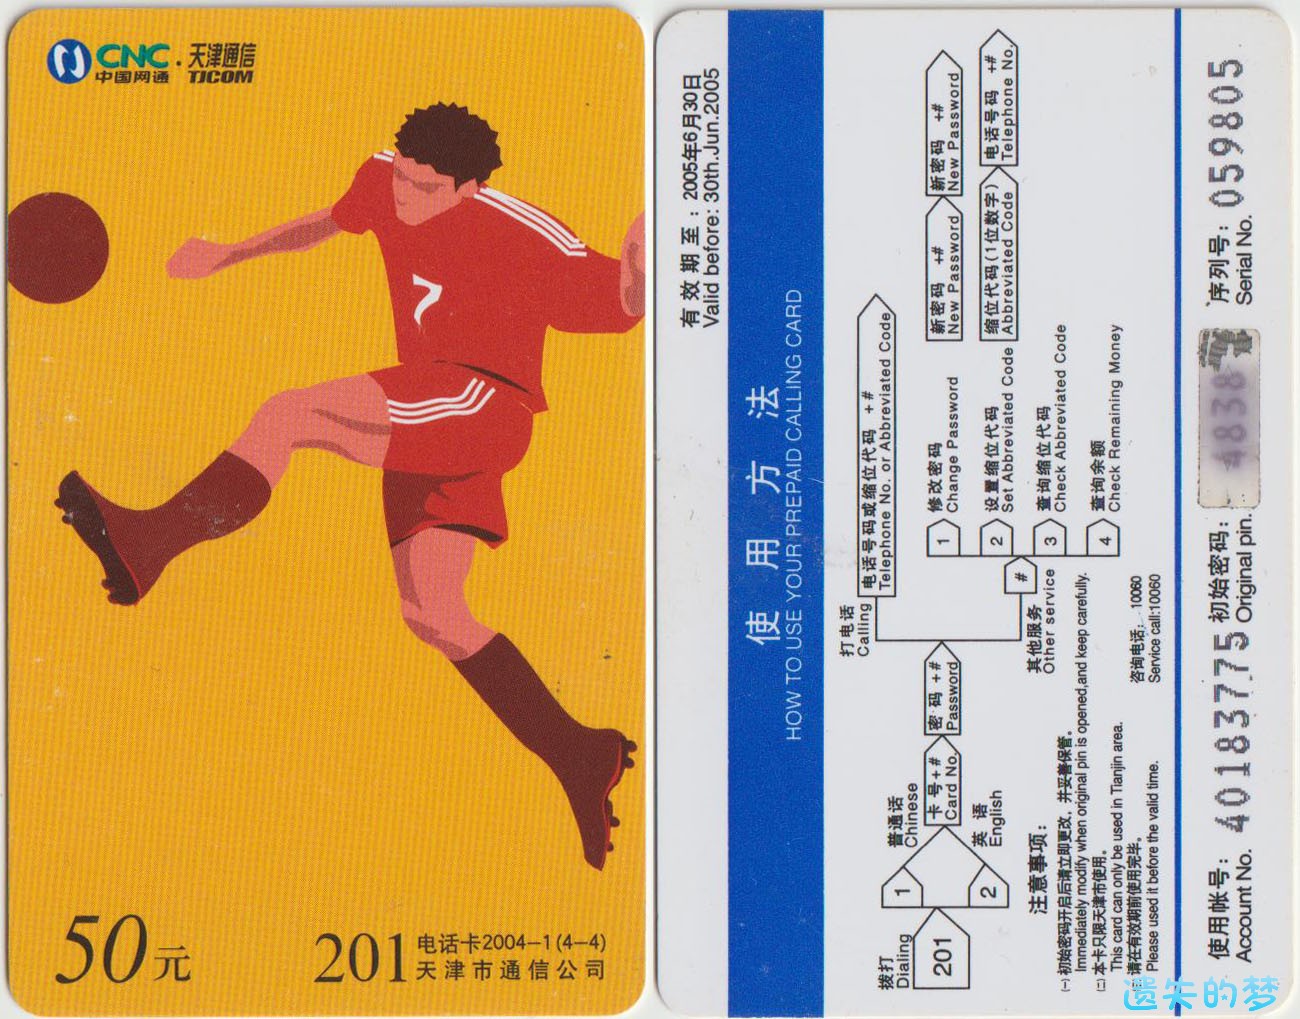 CNC · 天津通信
中国网通 TJCOM
7
50元
201 电话卡2004-1(4-4)
天津市通信公司
有效期至：2005年6月30日
Valid before: 30th.Jun.2005
使用方法
HOW TO USE YOUR PREPAID CALLING CARD
拨打
Dialing
201
1
普通话
Chinese
2
英语
English
卡号+#
Card No.
密码+#
Password
打电话
Calling
电话号码或缩位代码 +#
Telephone No. or Abbreviated Code
其他服务
Other service
#
1
修改密码
Change Password
新密码 +#
New Password
新密码 +#
New Password
2
设置缩位代码
Set Abbreviated Code
缩位代码(1位数字)
Abbreviated Code
电话号码 +#
Telephone No.
3
查询缩位代码
Check Abbreviated Code
4
查询余额
Check Remaining Money
注意事项：
(一)初始密码开启后请立即更改，并妥善保管。
Immediately modify when original pin is opened,and keep carefully.
(二)本卡只限天津市使用。
This card can only be used in Tianjin area.
请在有效期前使用完毕。
Please used it before the valid time.
咨询电话：10060
Service call:10060
使用帐号：40183775 初始密码：4838 序列号：059805
Account No. Original pin. Serial No.
遗失的梦